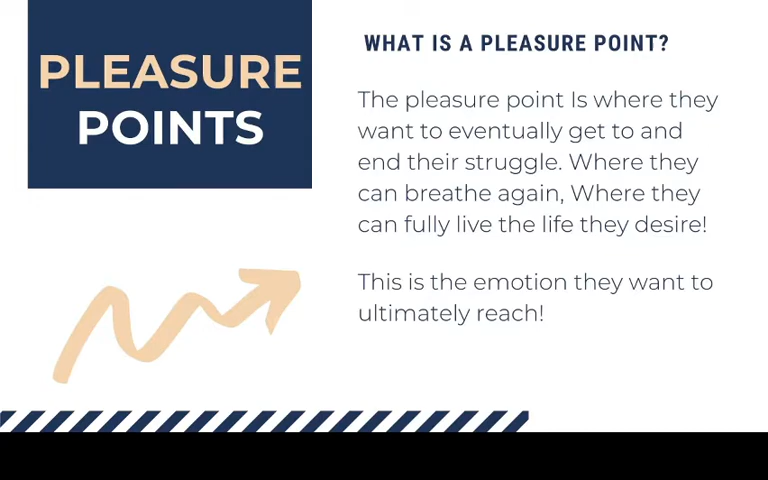 PLEASURE
POINTS
WHAT IS A PLEASURE POINT?
The pleasure point Is where they
want to eventually get to and
end their struggle. Where they
can breathe again, Where they
can fully live the life they desire!
This is the emotion they want to
ultimately reach!